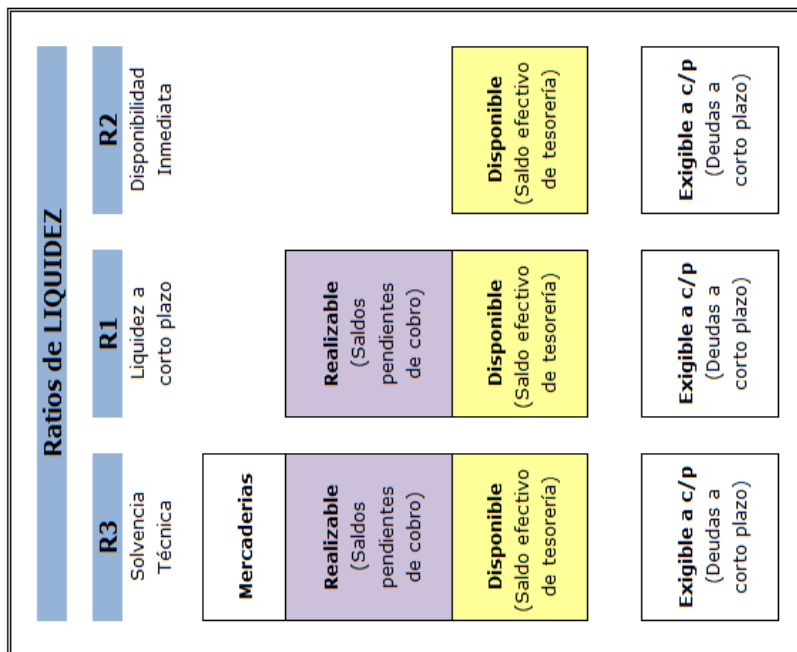 Ratios de LIQUIDEZ
R3
Solvencia
Técnica
Mercaderias
Realizable
(Saldos
pendientes
de cobro)
Disponible
(Saldo efectivo
de tesorería)
Exigible a c/p
(Deudas a
corto plazo)
R1
Liquidez a
corto plazo
Realizable
(Saldos
pendientes
de cobro)
Disponible
(Saldo efectivo
de tesorería)
Exigible a c/p
(Deudas a
corto plazo)
R2
Disponibilidad
Inmediata
Disponible
(Saldo efectivo
de tesorería)
Exigible a c/p
(Deudas a
corto plazo)